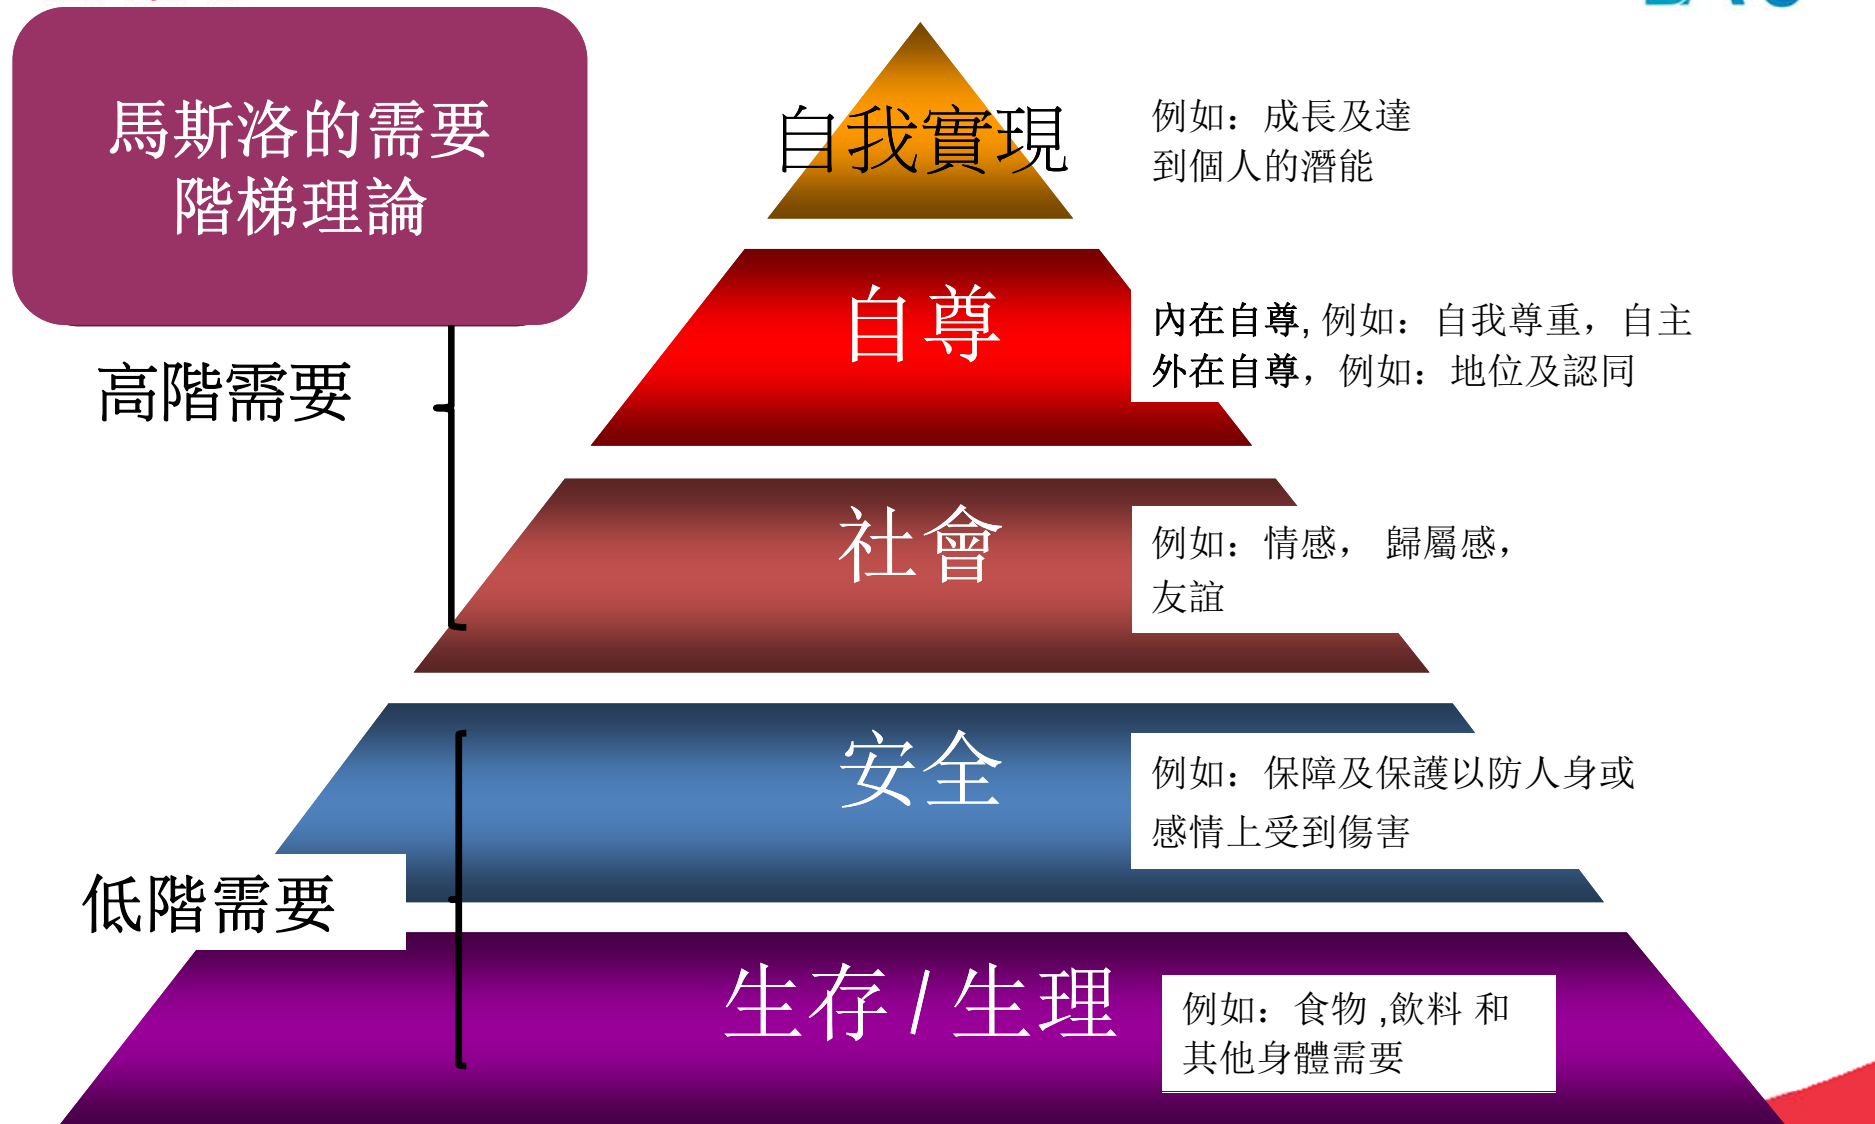 馬斯洛的需要
階梯理論
自我實現
例如：成長及達
到個人的潛能
自尊
內在自尊, 例如：自我尊重，自主
外在自尊，例如：地位及認同
高階需要
社會
例如：情感， 歸屬感，
友誼
安全
例如：保障及保護以防人身或
感情上受到傷害
低階需要
生存 / 生理
例如：食物 ,飲料 和
其他身體需要